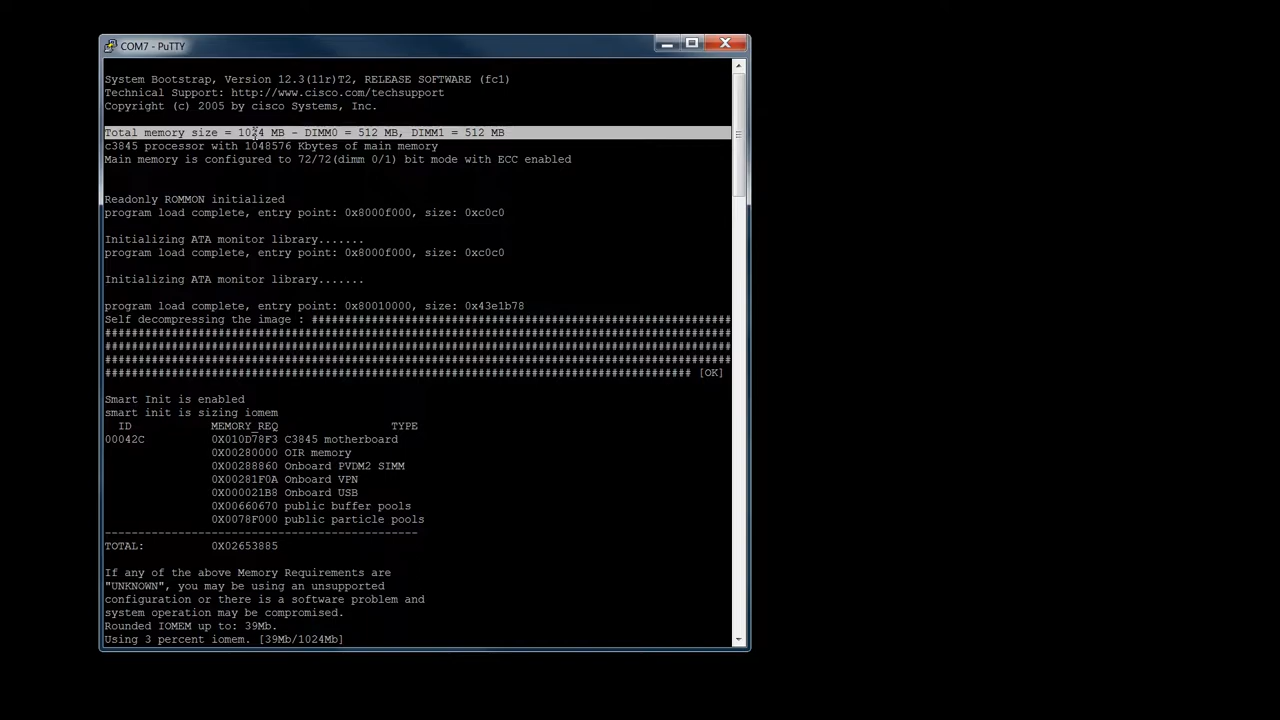 COM7 - PuTTY
System Bootstrap, Version 12.3(11r)T2, RELEASE SOFTWARE (fc1)
Technical Support: http://www.cisco.com/techsupport
Copyright (c) 2005 by cisco Systems, Inc.
Total memory size = 1024 MB - DIMM0 = 512 MB, DIMM1 = 512 MB
c3845 processor with 1048576 Kbytes of main memory
Main memory is configured to 72/72(dimm 0/1) bit mode with ECC enabled
Readonly ROMMON initialized
program load complete, entry point: 0x8000f000, size: 0xc0c0
Initializing ATA monitor library.......
program load complete, entry point: 0x8000f000, size: 0xc0c0
Initializing ATA monitor library.......
program load complete, entry point: 0x80010000, size: 0x43e1b78
Self decompressing the image : ###############################################################
##############################################################################################
##############################################################################################
##############################################################################################
######################################################################################## [OK]
Smart Init is enabled
smart init is sizing iomem
ID MEMORY_REQ TYPE
00042C 0X010D78F3 C3845 motherboard
0X00280000 OIR memory
0X00288860 Onboard PVDM2 SIMM
0X00281F0A Onboard VPN
0X000021B8 Onboard USB
0X00660670 public buffer pools
0X0078F000 public particle pools
-----------------------------------------------
TOTAL: 0X02653885
If any of the above Memory Requirements are
"UNKNOWN", you may be using an unsupported
configuration or there is a software problem and
system operation may be compromised.
Rounded IOMEM up to: 39Mb.
Using 3 percent iomem. [39Mb/1024Mb]